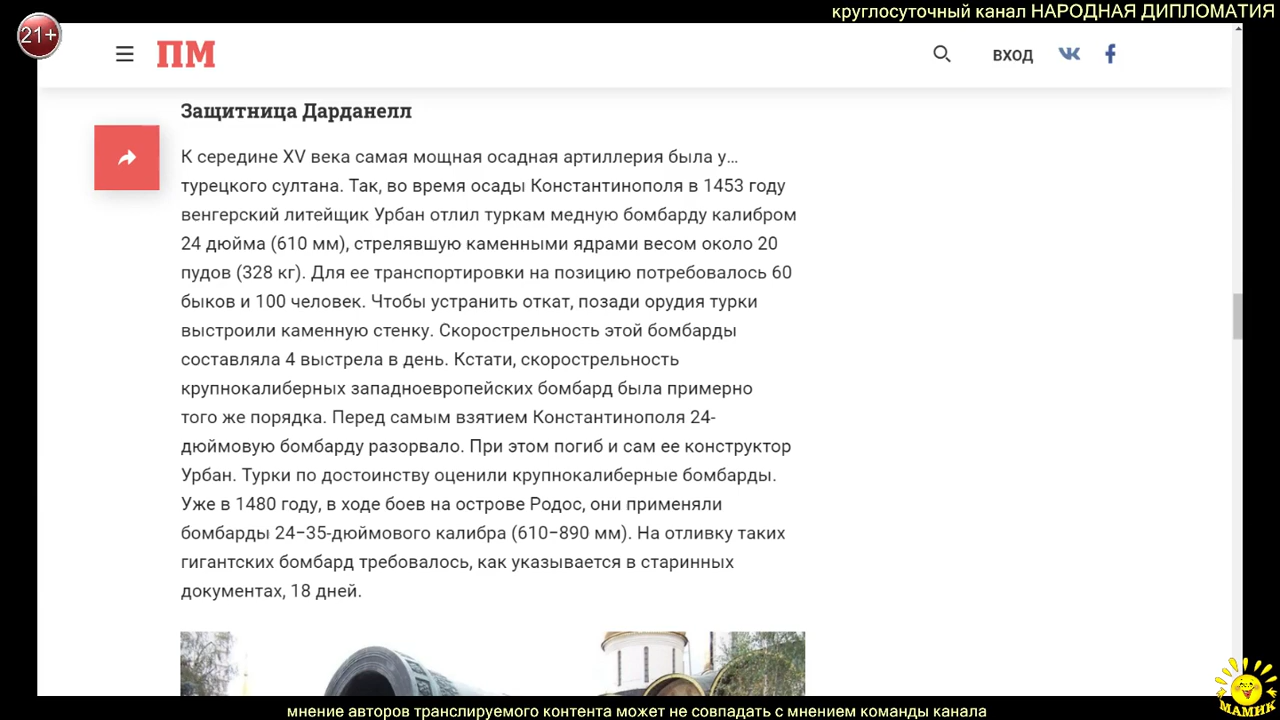 круглосуточный канал НАРОДНАЯ ДИПЛОМАТИЯ
21+
ПМ
ВХОД
Защитница Дарданелл
К середине XV века самая мощная осадная артиллерия была у…
турецкого султана. Так, во время осады Константинополя в 1453 году
венгерский литейщик Урбан отлил туркам медную бомбарду калибром
24 дюйма (610 мм), стрелявшую каменными ядрами весом около 20
пудов (328 кг). Для ее транспортировки на позицию потребовалось 60
быков и 100 человек. Чтобы устранить откат, позади орудия турки
выстроили каменную стенку. Скорострельность этой бомбарды
составляла 4 выстрела в день. Кстати, скорострельность
крупнокалиберных западноевропейских бомбард была примерно
того же порядка. Перед самым взятием Константинополя 24-
дюймовую бомбарду разорвало. При этом погиб и сам ее конструктор
Урбан. Турки по достоинству оценили крупнокалиберные бомбарды.
Уже в 1480 году, в ходе боев на острове Родос, они применяли
бомбарды 24–35-дюймового калибра (610–890 мм). На отливку таких
гигантских бомбард требовалось, как указывается в старинных
документах, 18 дней.
МАМИК
мнение авторов транслируемого контента может не совпадать с мнением команды канала